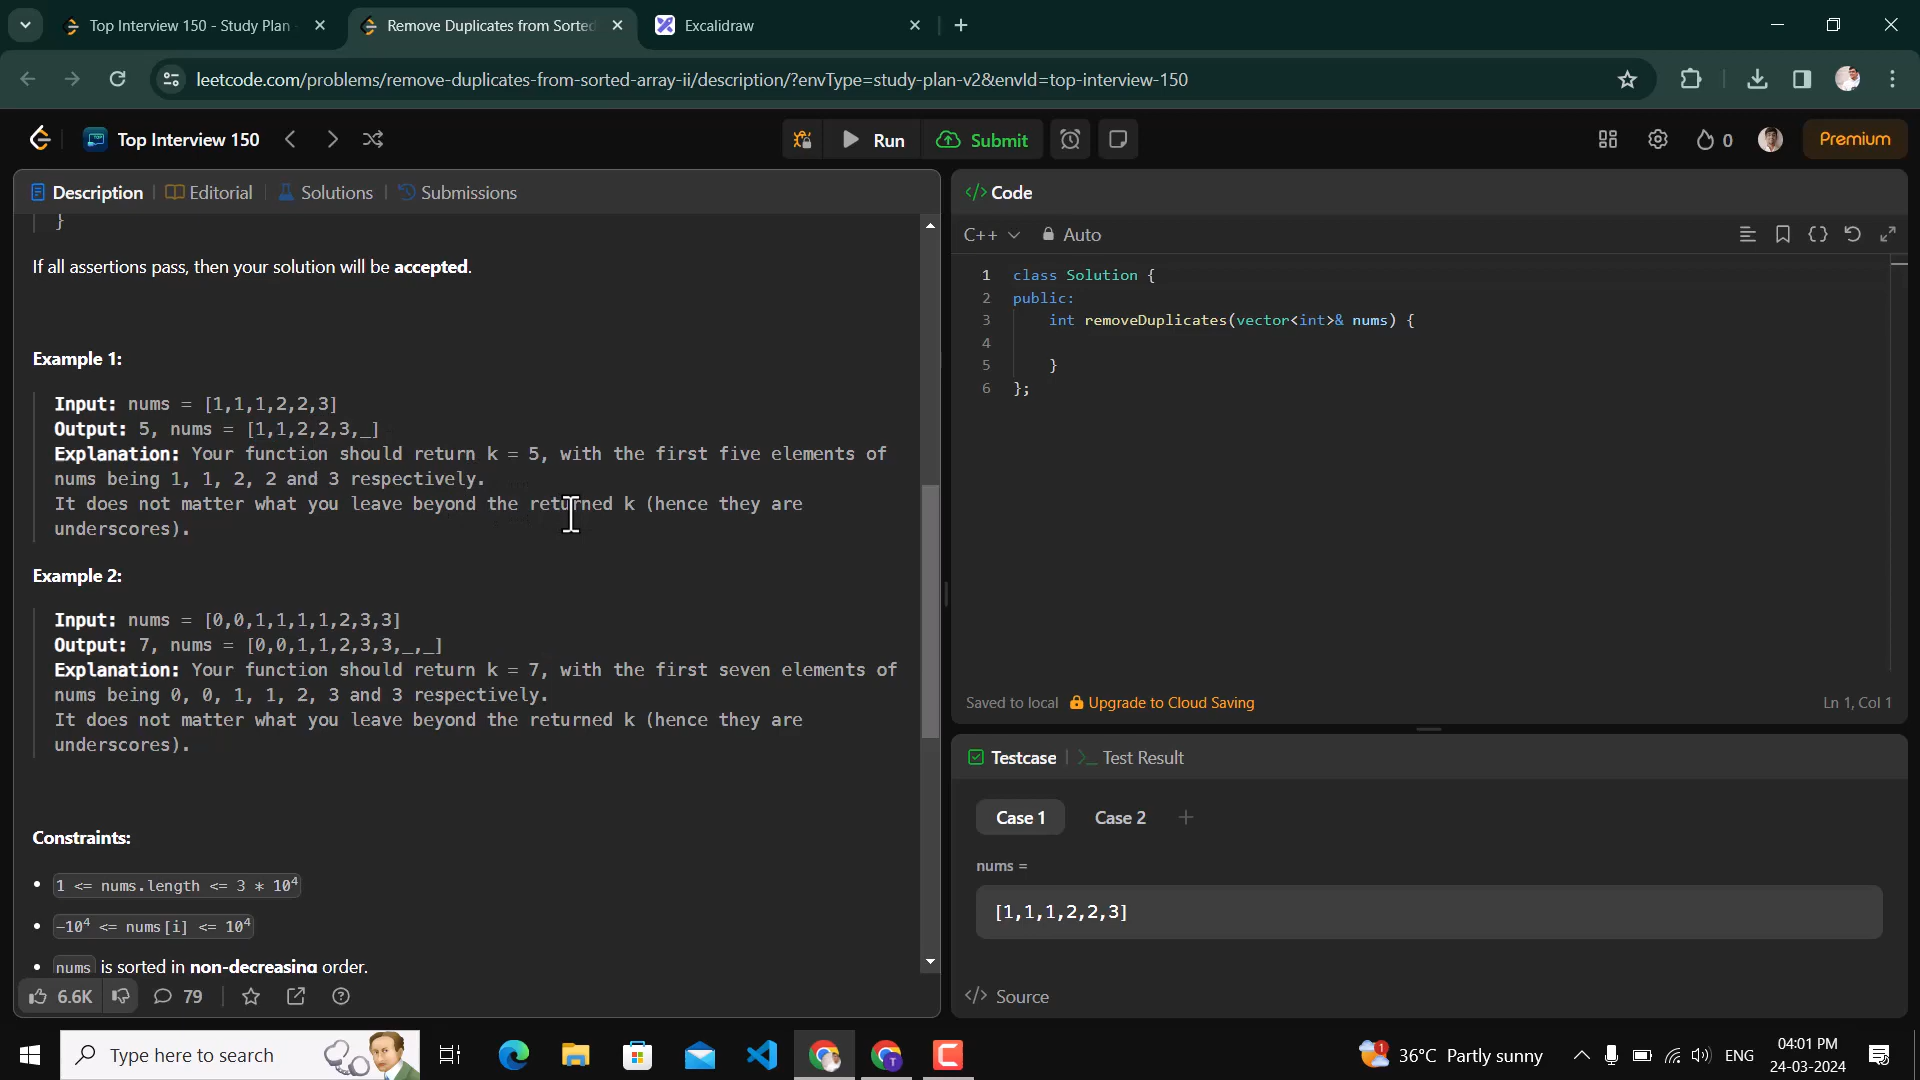 Top Interview 150 - Study Plan -
Remove Duplicates from Sorted
Excalidraw
leetcode.com/problems/remove-duplicates-from-sorted-array-ii/description/?envType=study-plan-v2&envId=top-interview-150
Top Interview 150
Run
Submit
0
Premium
Description
Editorial
Solutions
Submissions
}
If all assertions pass, then your solution will be accepted.
Example 1:
Input: nums = [1,1,1,2,2,3]
Output: 5, nums = [1,1,2,2,3,_]
Explanation: Your function should return k = 5, with the first five elements of
nums being 1, 1, 2, 2 and 3 respectively.
It does not matter what you leave beyond the returned k (hence they are
underscores).
Example 2:
Input: nums = [0,0,1,1,1,1,2,3,3]
Output: 7, nums = [0,0,1,1,2,3,3,_,_]
Explanation: Your function should return k = 7, with the first seven elements of
nums being 0, 0, 1, 1, 2, 3 and 3 respectively.
It does not matter what you leave beyond the returned k (hence they are
underscores).
Constraints:
• 1 <= nums.length <= 3 * 10⁴
• -10⁴ <= nums[i] <= 10⁴
• nums is sorted in non-decreasing order.
6.6K
79
</> Code
C++
Auto
1 class Solution {
2 public:
3 int removeDuplicates(vector<int>& nums) {
4
5 }
6 };
Saved to local
Upgrade to Cloud Saving
Ln 1, Col 1
Testcase
Test Result
Case 1
Case 2
nums =
[1,1,1,2,2,3]
</> Source
Type here to search
1
36°C Partly sunny
ENG
04:01 PM
24-03-2024